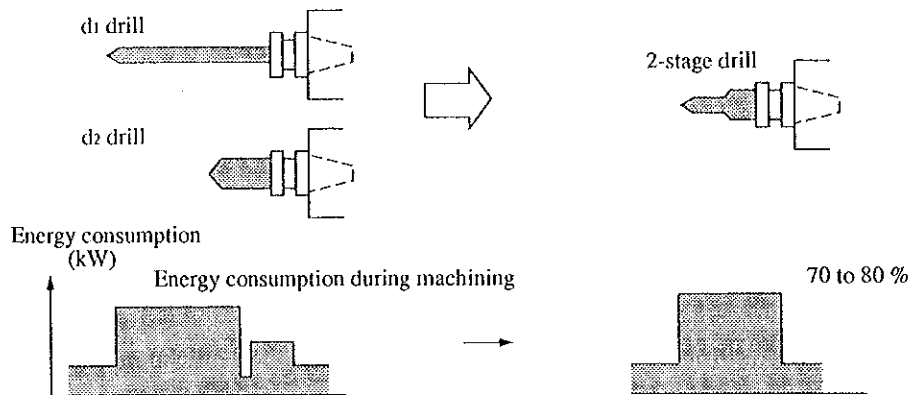 d1 drill
2-stage drill
d2 drill
Energy consumption
(kW)
Energy consumption during machining
70 to 80 %